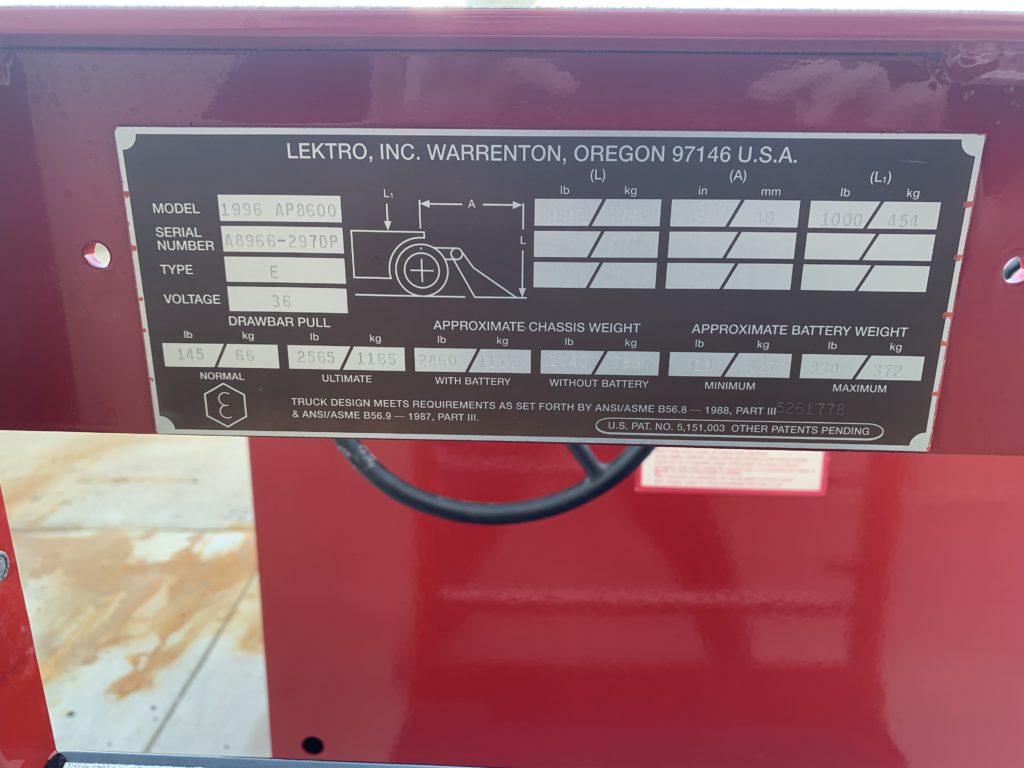 LEKTRO, INC. WARRENTON, OREGON 97146 U.S.A.
(L) (A) (L₁)
lb kg in mm lb kg
MODEL 1996 AP8600
1000 / 454
SERIAL NUMBER A8966-297DP
TYPE E
VOLTAGE 36
L₁ A L
DRAWBAR PULL APPROXIMATE CHASSIS WEIGHT APPROXIMATE BATTERY WEIGHT
lb kg lb kg lb kg lb kg lb kg lb kg
145 / 66 2565 / 1165 2460 /
NORMAL ULTIMATE WITH BATTERY WITHOUT BATTERY MINIMUM MAXIMUM
TRUCK DESIGN MEETS REQUIREMENTS AS SET FORTH BY ANSI/ASME B56.8 — 1988, PART III 5261778
& ANSI/ASME B56.9 — 1987, PART III.
U.S. PAT. NO. 5,151,003 OTHER PATENTS PENDING